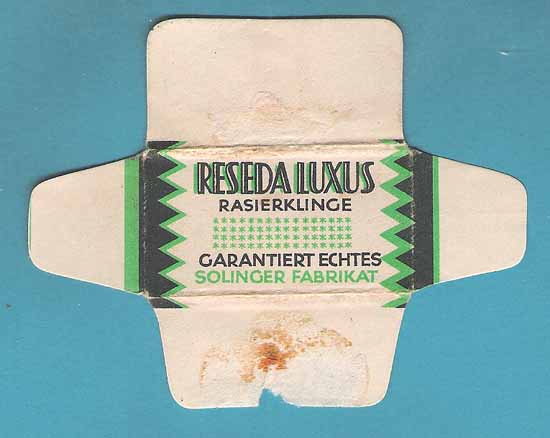 RESEDA LUXUS
RASIERKLINGE
GARANTIERT ECHTES
SOLINGER FABRIKAT